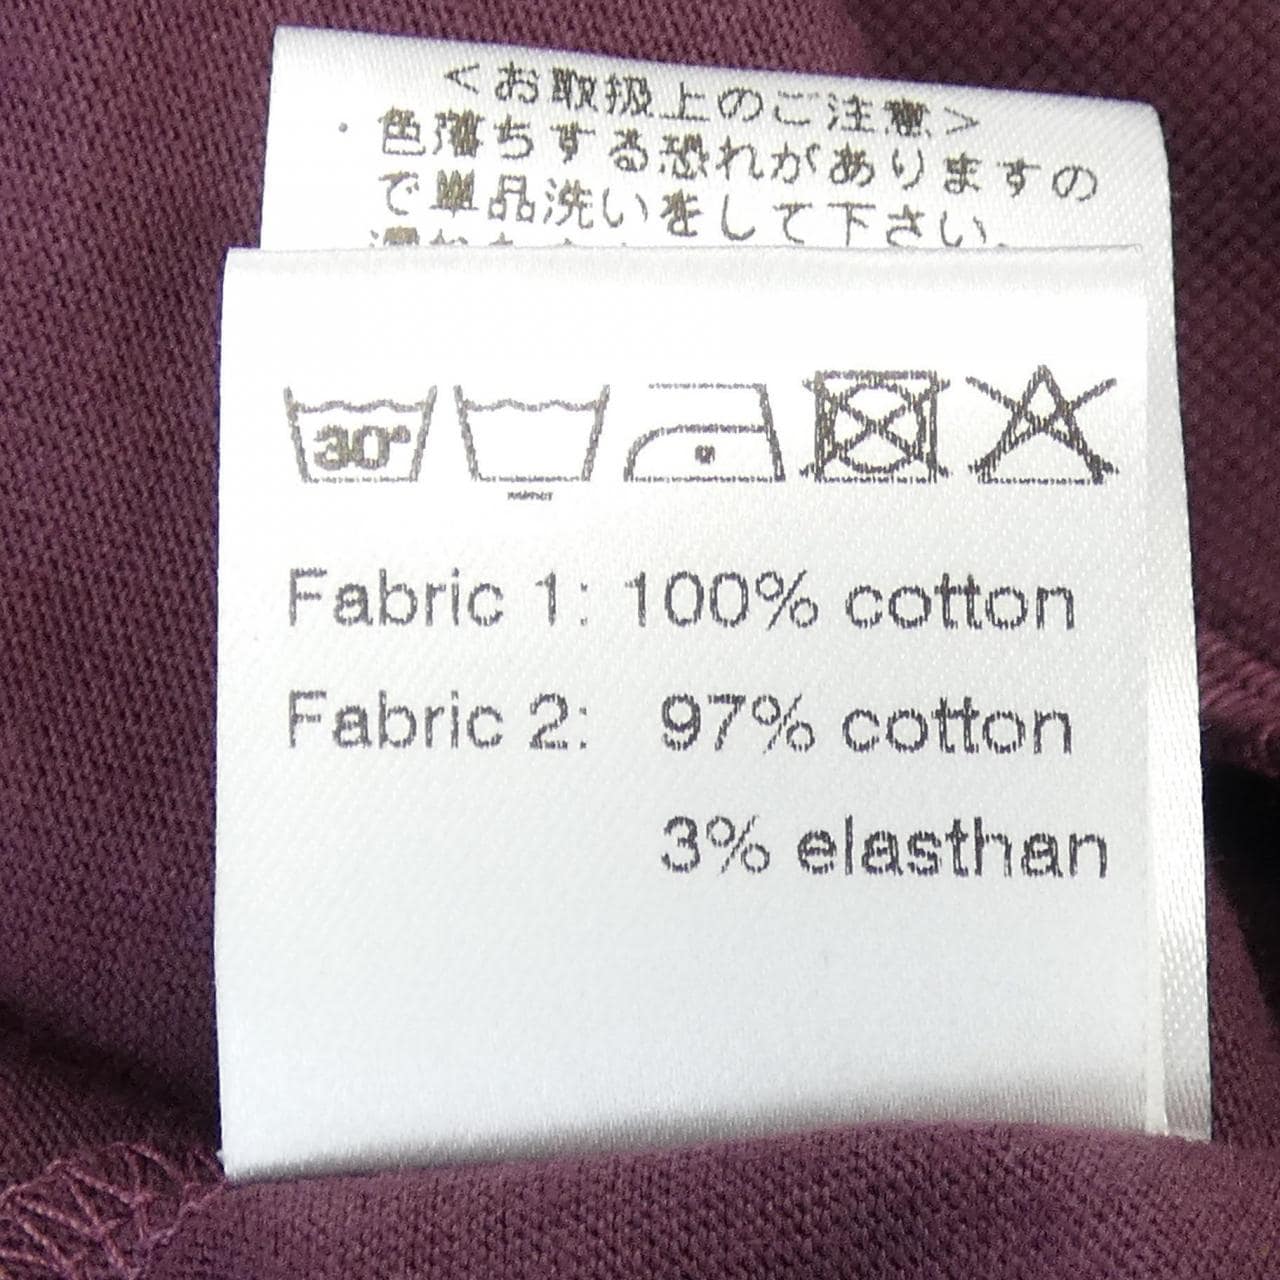 <お取扱上のご注意>
・色落ちする恐れがありますの
で単品洗いをして下さい。
30°
Fabric 1: 100% cotton
Fabric 2: 97% cotton
3% elasthan